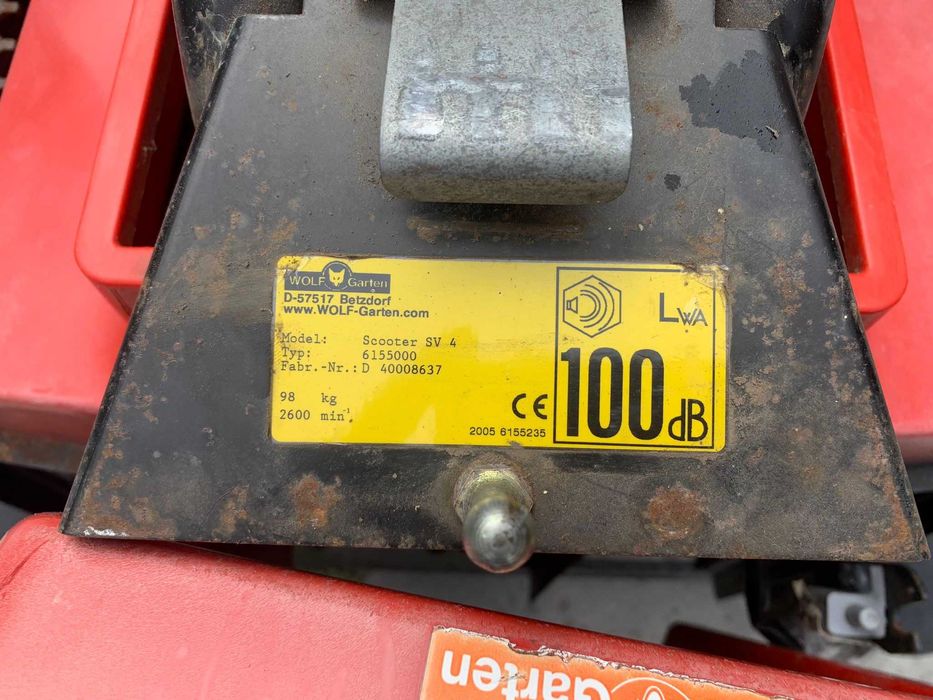 WOLF Garten
D-57517 Betzdorf
www.WOLF-Garten.com
Model: Scooter SV 4
Typ: 6155000
Fabr.-Nr.: D 40008637
98 kg
2600 min⁻¹
CE
2005 6155235
LWA
100 dB
Garten